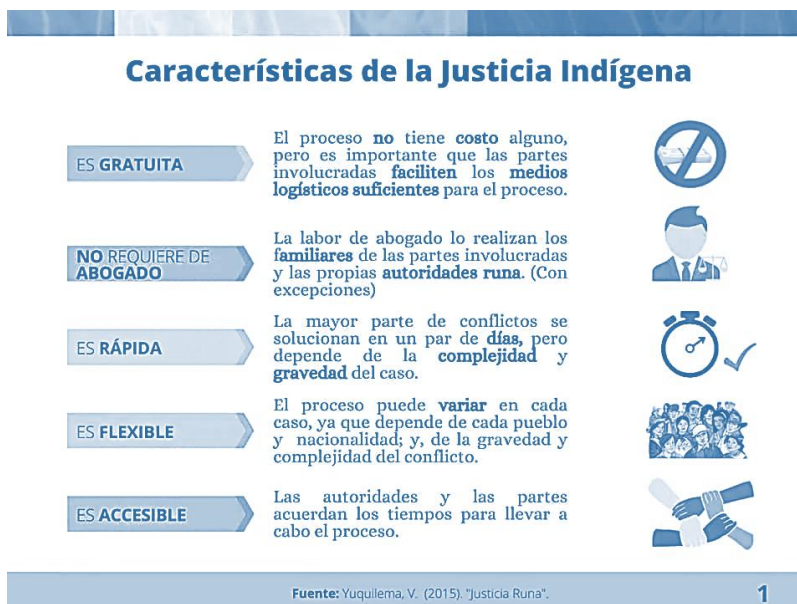 Características de la Justicia Indígena
ES GRATUITA
El proceso no tiene costo alguno,
pero es importante que las partes
involucradas faciliten los medios
logísticos suficientes para el proceso.
NO REQUIERE DE
ABOGADO
La labor de abogado lo realizan los
familiares de las partes involucradas
y las propias autoridades runa. (Con
excepciones)
ES RÁPIDA
La mayor parte de conflictos se
solucionan en un par de días, pero
depende de la complejidad y
gravedad del caso.
ES FLEXIBLE
El proceso puede variar en cada
caso, ya que depende de cada pueblo
y nacionalidad; y, de la gravedad y
complejidad del conflicto.
ES ACCESIBLE
Las autoridades y las partes
acuerdan los tiempos para llevar a
cabo el proceso.
Fuente: Yuquilema, V. (2015). "Justicia Runa".
1